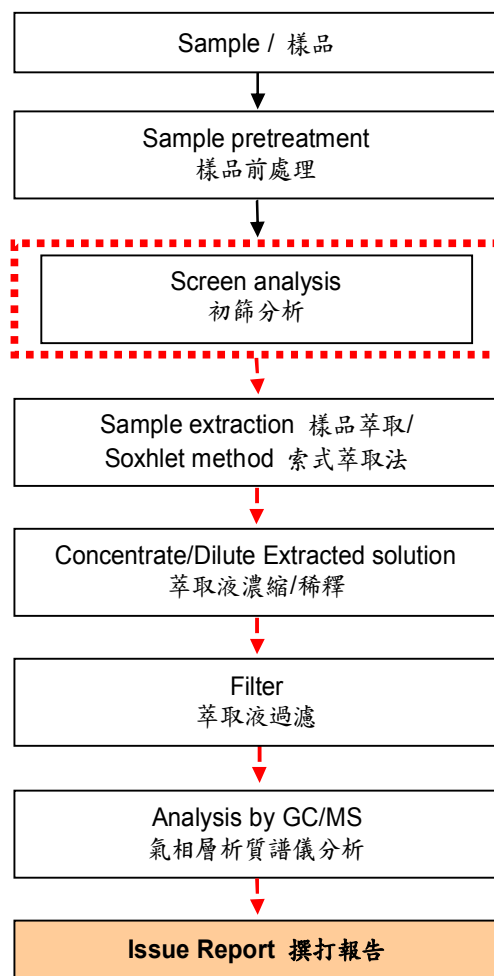 Sample / 樣品
Sample pretreatment
樣品前處理
Screen analysis
初篩分析
Sample extraction 樣品萃取/
Soxhlet method 索式萃取法
Concentrate/Dilute Extracted solution
萃取液濃縮/稀釋
Filter
萃取液過濾
Analysis by GC/MS
氣相層析質譜儀分析
Issue Report 撰打報告